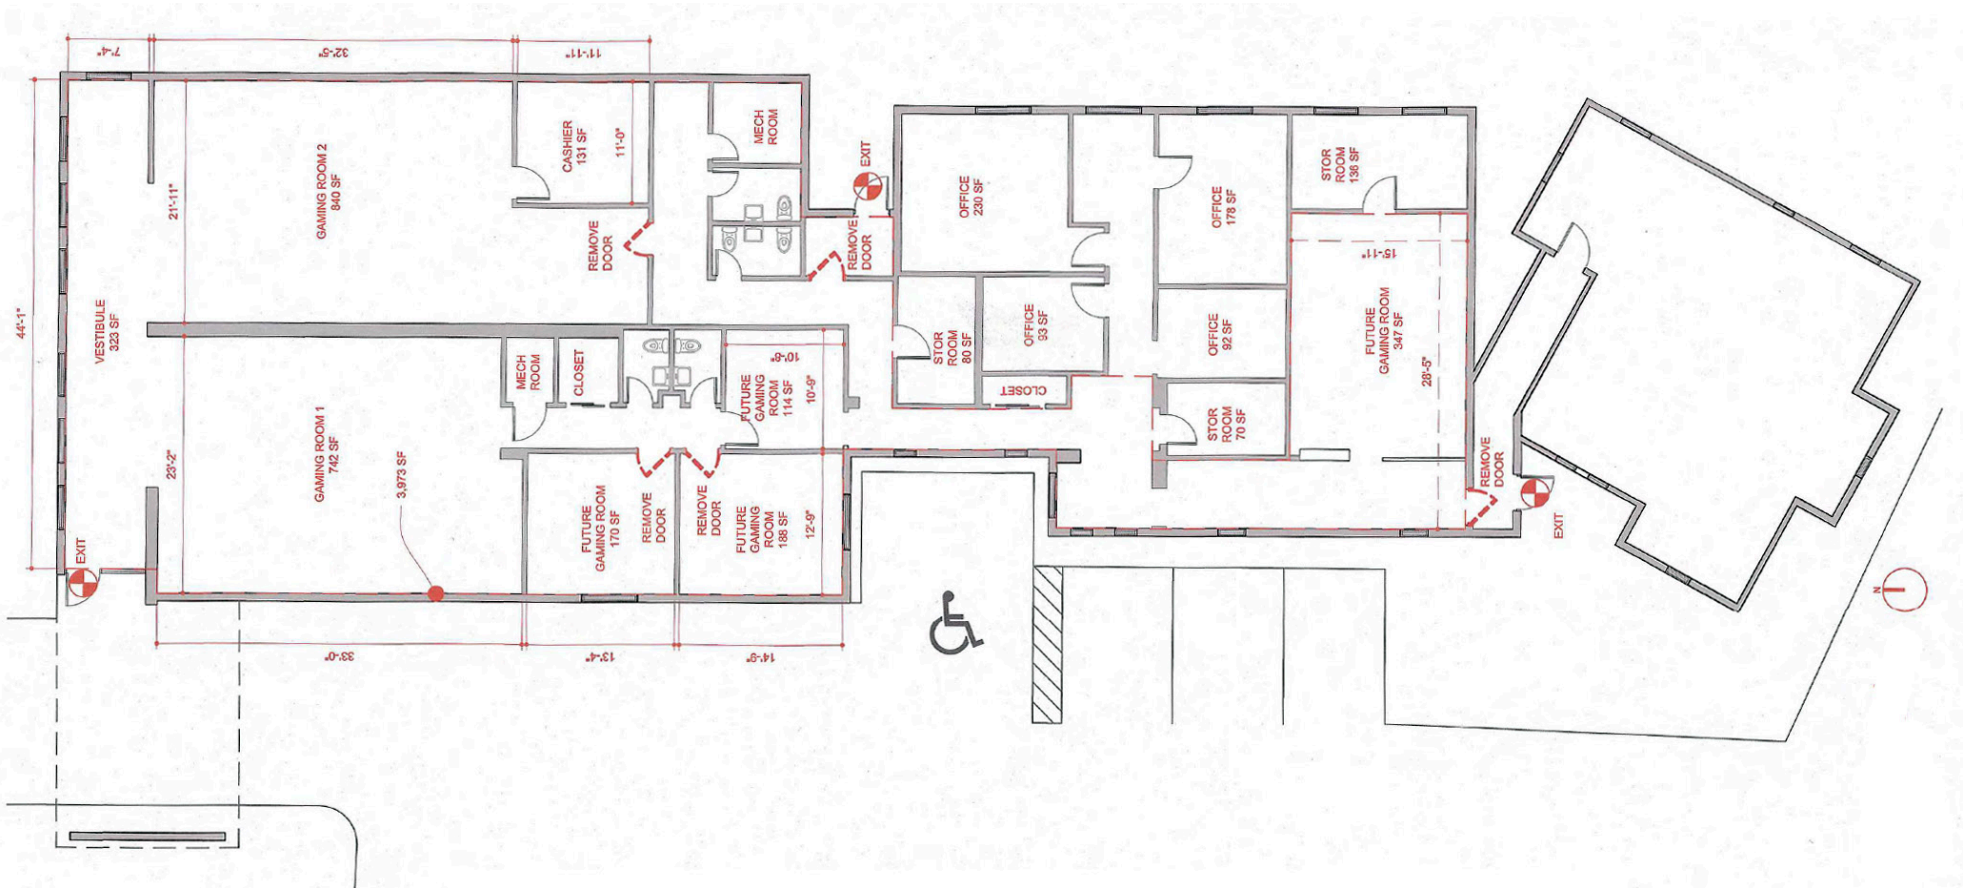 7'-4"
32'-5"
11'-11"
44'-1"
VESTIBULE
323 SF
21'-11"
GAMING ROOM 2
840 SF
CASHIER
131 SF
11'-0"
REMOVE
DOOR
MECH
ROOM
EXIT
REMOVE
DOOR
OFFICE
230 SF
OFFICE
178 SF
STOR
ROOM
136 SF
15'-11"
FUTURE
GAMING ROOM
347 SF
28'-5"
STOR
ROOM
80 SF
OFFICE
93 SF
OFFICE
92 SF
CLOSET
STOR
ROOM
70 SF
REMOVE
DOOR
EXIT
23'-2"
GAMING ROOM 1
742 SF
3,973 SF
MECH
ROOM
CLOSET
10'-8"
FUTURE
GAMING
ROOM
114 SF
10'-9"
FUTURE
GAMING ROOM
170 SF
REMOVE
DOOR
REMOVE
DOOR
FUTURE
GAMING
ROOM
188 SF
12'-9"
EXIT
33'-0"
13'-4"
14'-9"
N